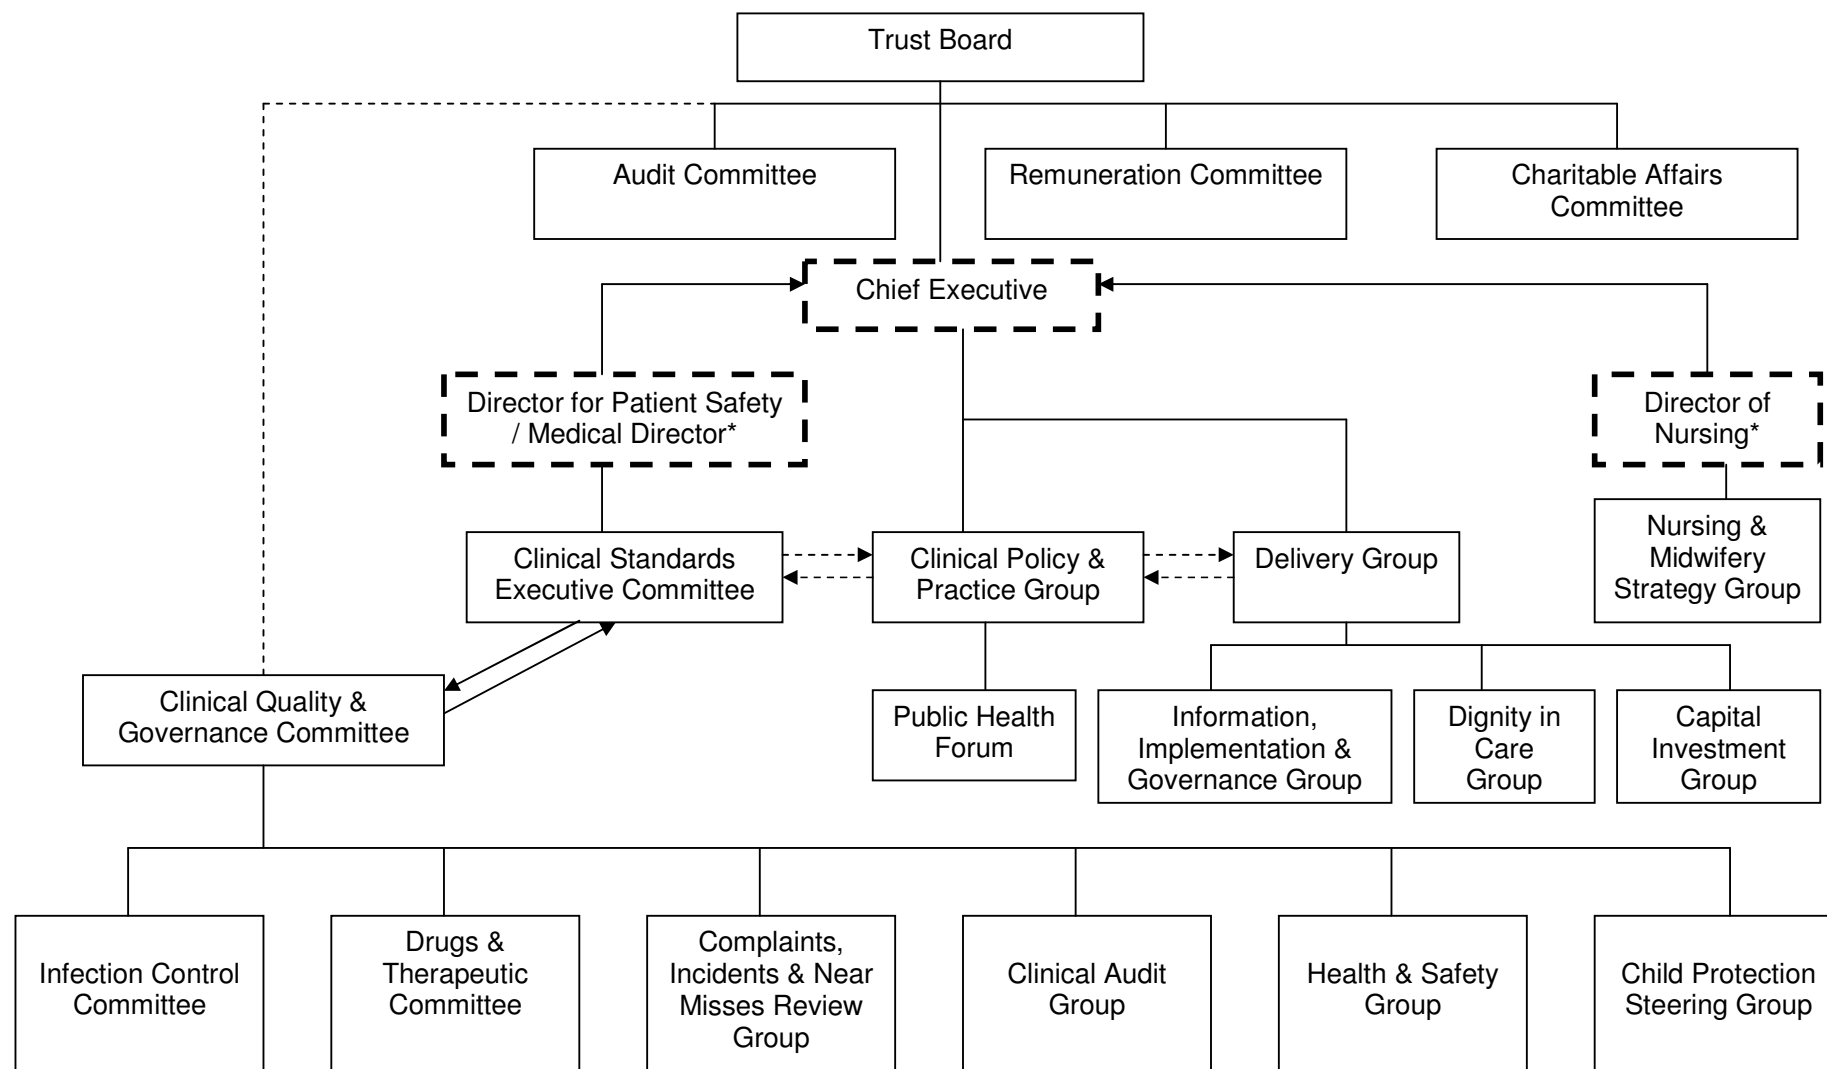 Trust Board
Audit Committee
Remuneration Committee
Charitable Affairs
Committee
Chief Executive
Director for Patient Safety
/ Medical Director*
Director of
Nursing*
Clinical Standards
Executive Committee
Clinical Policy &
Practice Group
Delivery Group
Nursing &
Midwifery
Strategy Group
Clinical Quality &
Governance Committee
Public Health
Forum
Information,
Implementation &
Governance Group
Dignity in
Care
Group
Capital
Investment
Group
Infection Control
Committee
Drugs &
Therapeutic
Committee
Complaints,
Incidents & Near
Misses Review
Group
Clinical Audit
Group
Health & Safety
Group
Child Protection
Steering Group